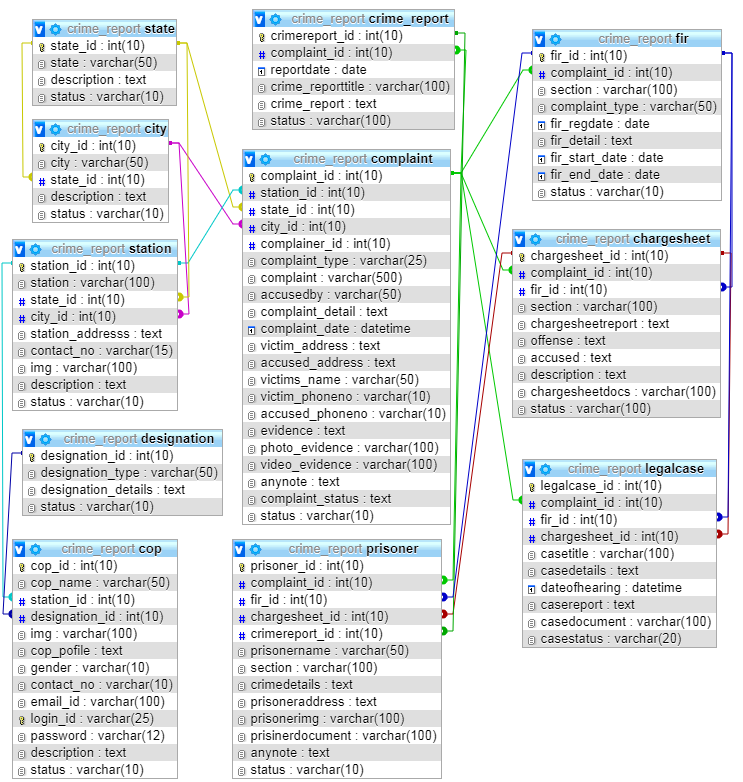 crime_report state
state_id : int(10)
state : varchar(50)
description : text
status : varchar(10)
crime_report city
city_id : int(10)
city : varchar(50)
state_id : int(10)
description : text
status : varchar(10)
crime_report station
station_id : int(10)
station : varchar(100)
state_id : int(10)
city_id : int(10)
station_addresss : text
contact_no : varchar(15)
img : varchar(100)
description : text
status : varchar(10)
crime_report designation
designation_id : int(10)
designation_type : varchar(50)
designation_details : text
status : varchar(10)
crime_report cop
cop_id : int(10)
cop_name : varchar(50)
station_id : int(10)
designation_id : int(10)
img : varchar(100)
cop_pofile : text
gender : varchar(10)
contact_no : varchar(10)
email_id : varchar(100)
login_id : varchar(25)
password : varchar(12)
description : text
status : varchar(10)
crime_report crime_report
crimereport_id : int(10)
complaint_id : int(10)
reportdate : date
crime_reporttitle : varchar(100)
crime_report : text
status : varchar(100)
crime_report complaint
complaint_id : int(10)
station_id : int(10)
state_id : int(10)
city_id : int(10)
complainer_id : int(10)
complaint_type : varchar(25)
complaint : varchar(500)
accusedby : varchar(50)
complaint_detail : text
complaint_date : datetime
victim_address : text
accused_address : text
victims_name : varchar(50)
victim_phoneno : varchar(10)
accused_phoneno : varchar(10)
evidence : text
photo_evidence : varchar(100)
video_evidence : varchar(100)
anynote : text
complaint_status : text
status : varchar(10)
crime_report prisoner
prisoner_id : int(10)
complaint_id : int(10)
fir_id : int(10)
chargesheet_id : int(10)
crimereport_id : int(10)
prisonername : varchar(50)
section : varchar(100)
crimedetails : text
prisoneraddress : text
prisonerimg : varchar(100)
prisinerdocument : varchar(100)
anynote : text
status : varchar(10)
crime_report fir
fir_id : int(10)
complaint_id : int(10)
section : varchar(100)
complaint_type : varchar(50)
fir_regdate : date
fir_detail : text
fir_start_date : date
fir_end_date : date
status : varchar(10)
crime_report chargesheet
chargesheet_id : int(10)
complaint_id : int(10)
fir_id : int(10)
section : varchar(100)
chargesheetreport : text
offense : text
accused : text
description : text
chargesheetdocs : varchar(100)
status : varchar(100)
crime_report legalcase
legalcase_id : int(10)
complaint_id : int(10)
fir_id : int(10)
chargesheet_id : int(10)
casetitle : varchar(100)
casedetails : text
dateofhearing : datetime
casereport : text
casedocument : varchar(100)
casestatus : varchar(20)